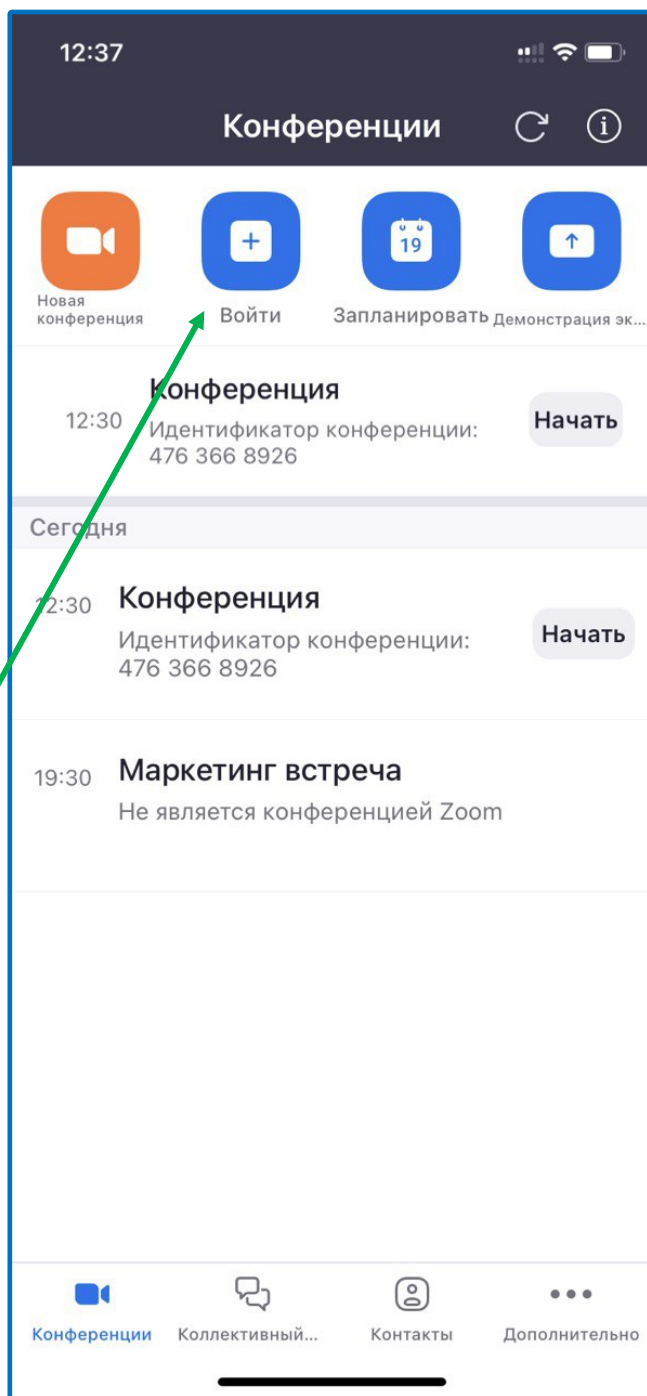 12:37
Конференции
19
Новая
конференция
Войти
Запланировать
Демонстрация эк...
Конференция
12:30
Идентификатор конференции:
476 366 8926
Начать
Сегодня
12:30
Конференция
Идентификатор конференции:
476 366 8926
Начать
19:30
Маркетинг встреча
Не является конференцией Zoom
Конференции
Коллективный...
Контакты
Дополнительно